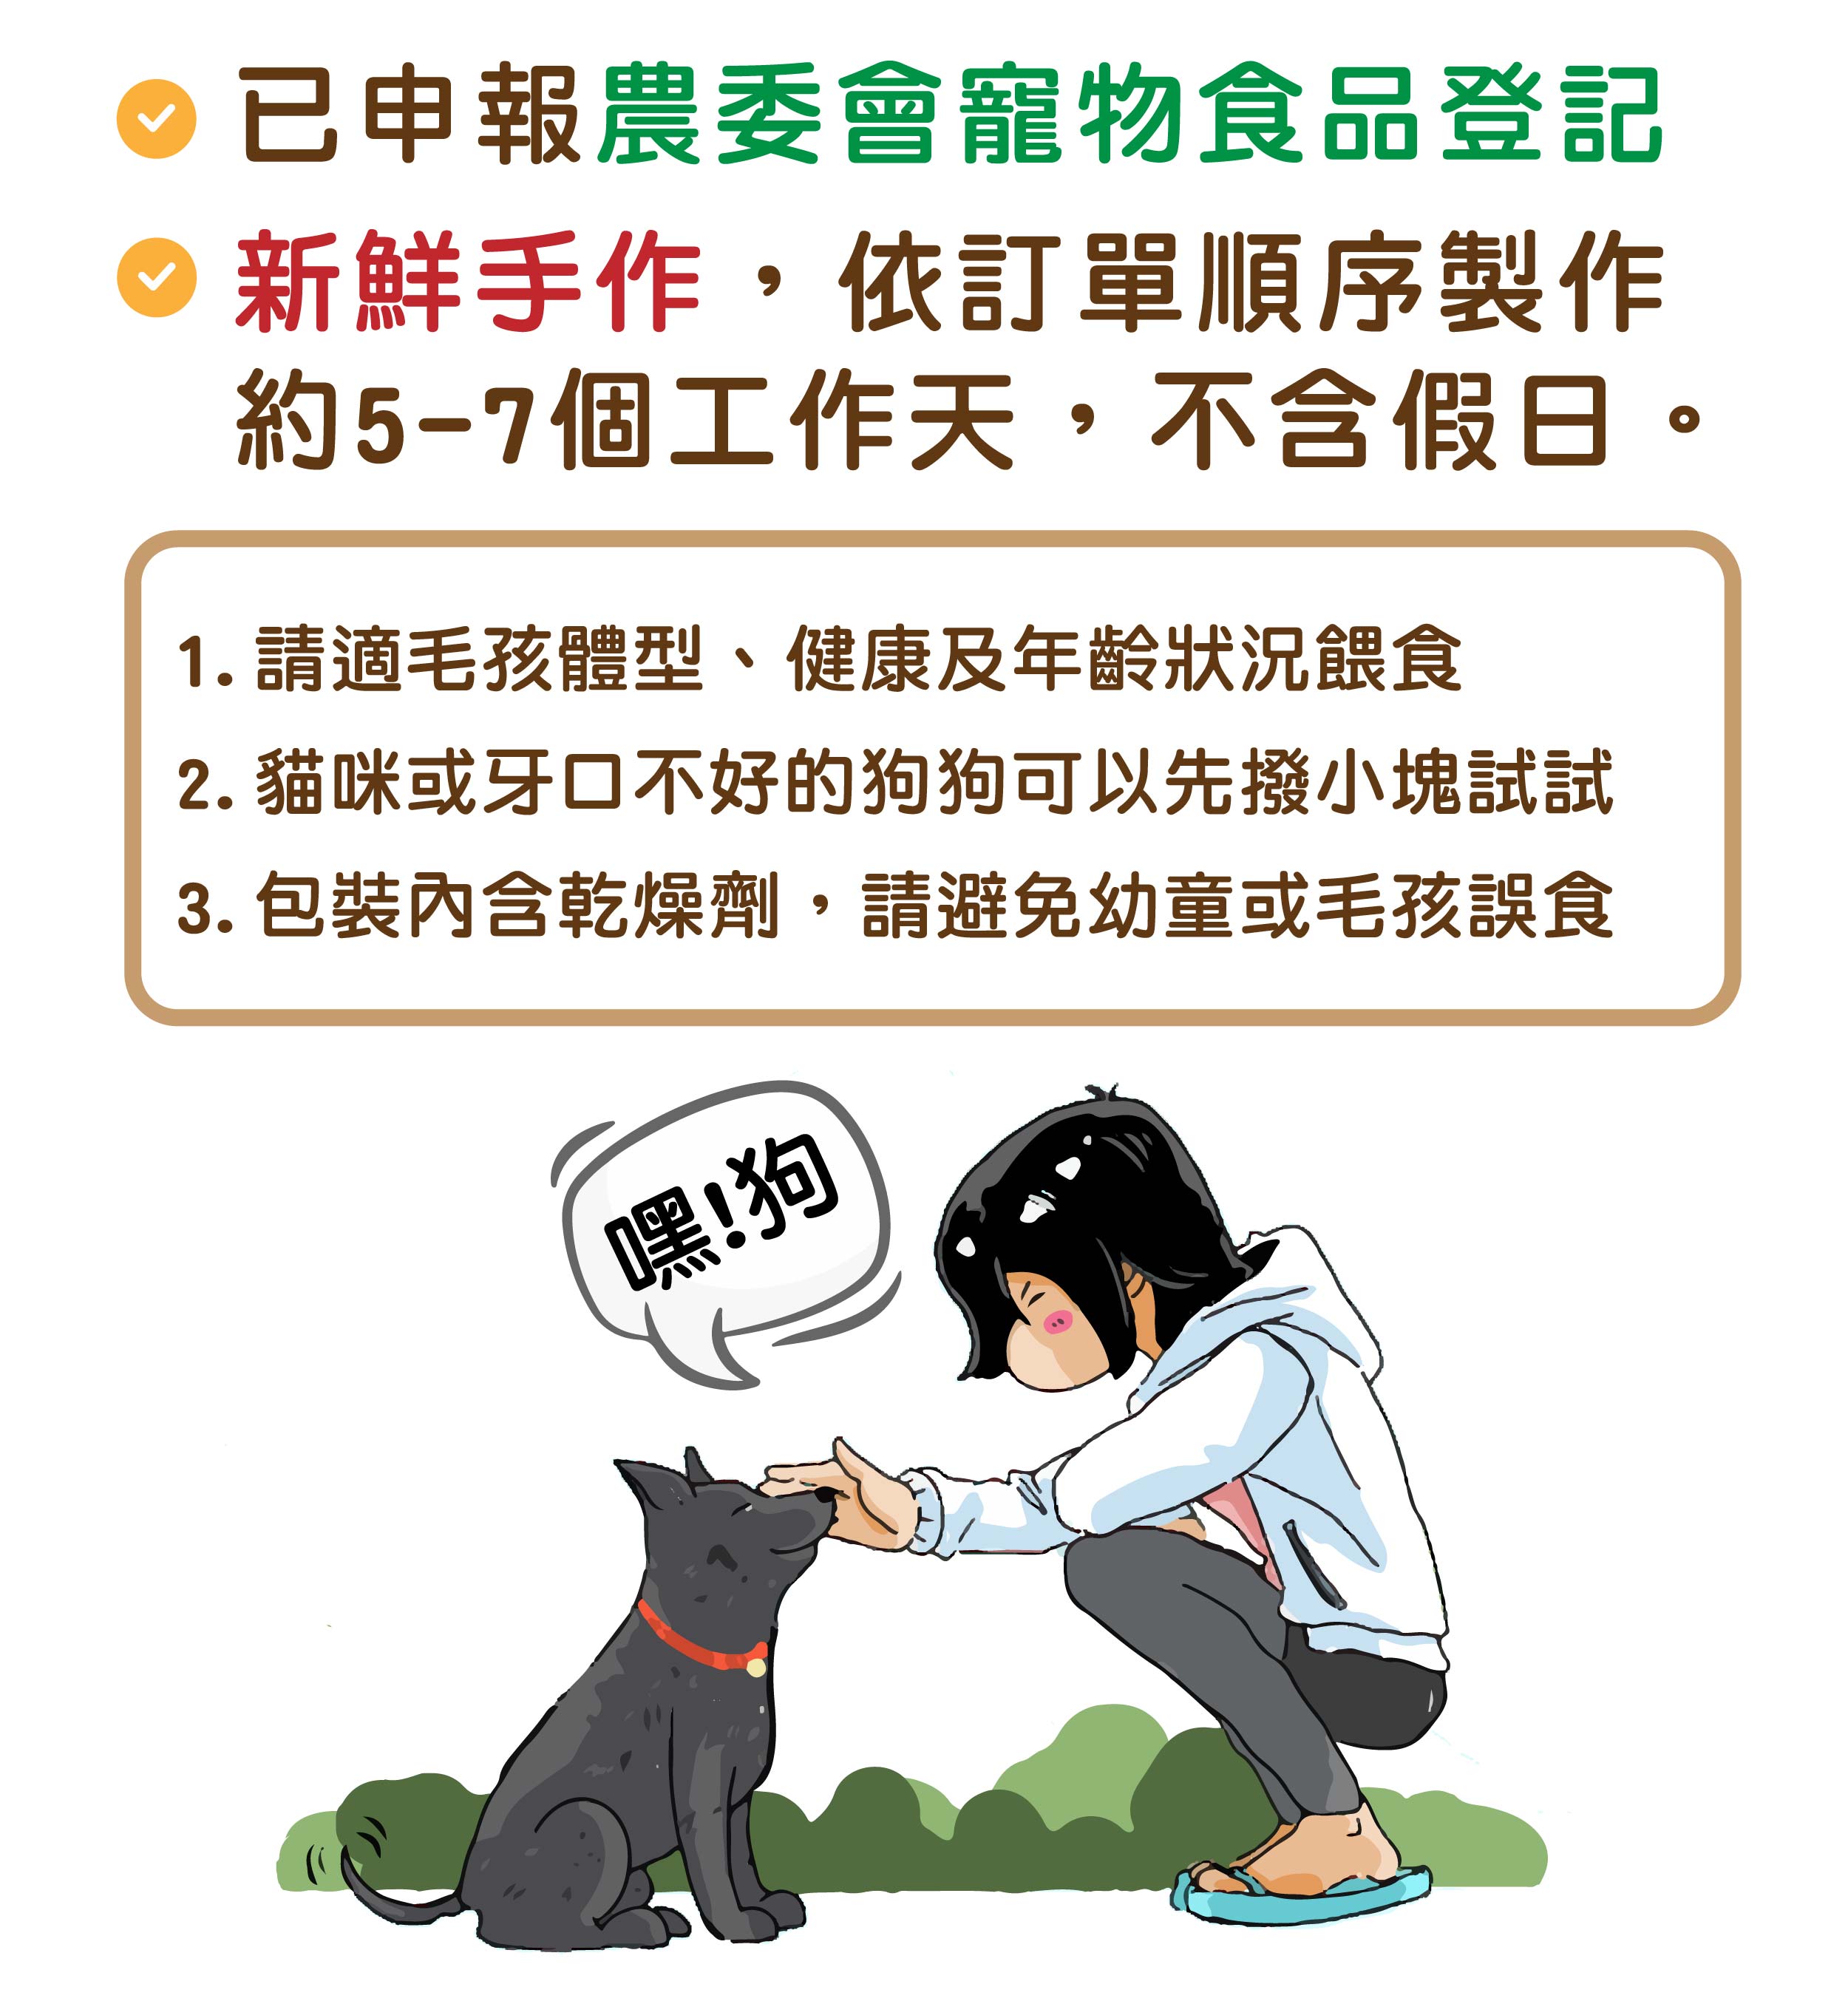 已申報農委會寵物食品登記
新鮮手作，依訂單順序製作
約5-7個工作天，不含假日。
1. 請適毛孩體型、健康及年齡狀況餵食
2. 貓咪或牙口不好的狗狗可以先撥小塊試試
3. 包裝內含乾燥劑，請避免幼童或毛孩誤食
嘿!狗